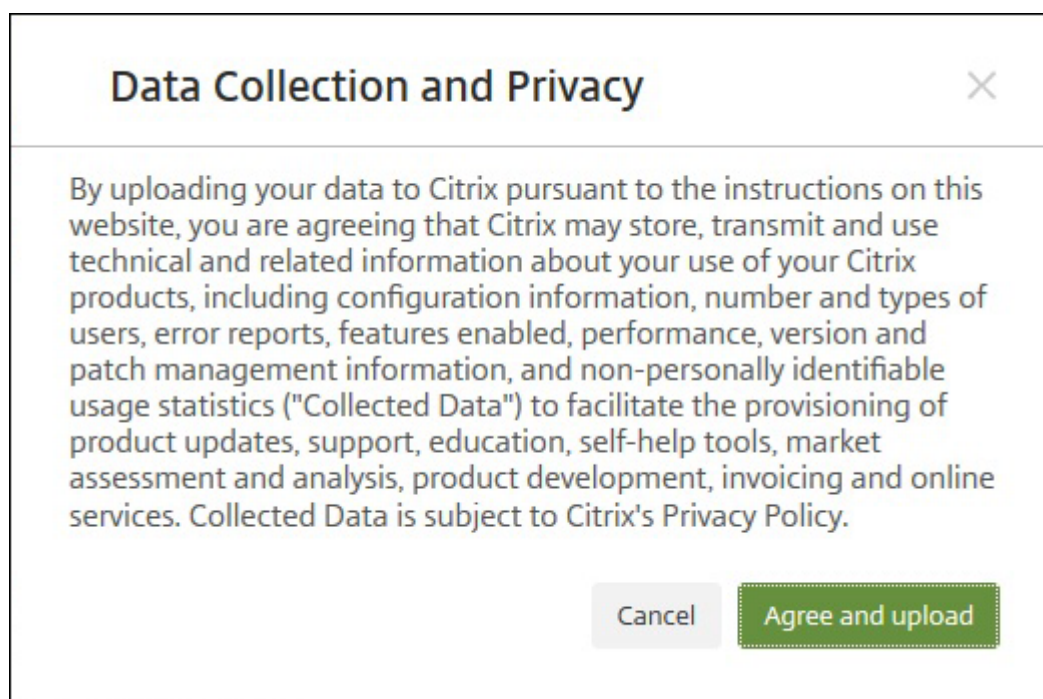 Data Collection and Privacy
By uploading your data to Citrix pursuant to the instructions on this
website, you are agreeing that Citrix may store, transmit and use
technical and related information about your use of your Citrix
products, including configuration information, number and types of
users, error reports, features enabled, performance, version and
patch management information, and non-personally identifiable
usage statistics ("Collected Data") to facilitate the provisioning of
product updates, support, education, self-help tools, market
assessment and analysis, product development, invoicing and online
services. Collected Data is subject to Citrix's Privacy Policy.
Cancel Agree and upload